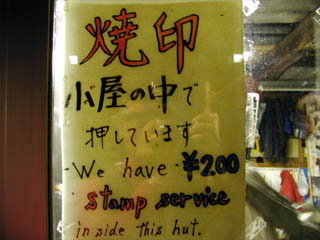 焼印
小屋の中で
押しています
We have ¥200
stamp service
inside this hut.